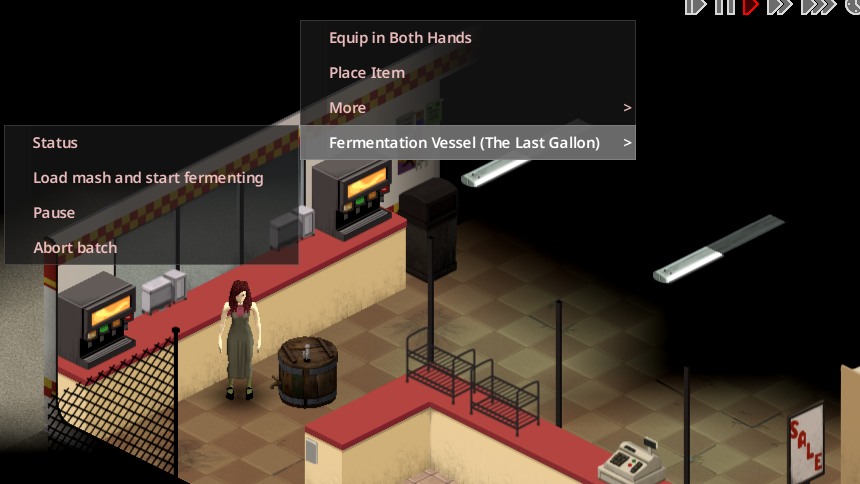 Equip in Both Hands
Place Item
More >
Fermentation Vessel (The Last Gallon) >
Status
Load mash and start fermenting
Pause
Abort batch
SALE